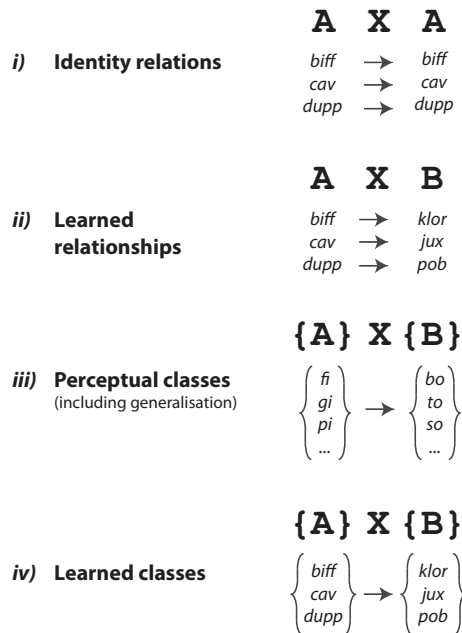 A X A
i) Identity relations
biff → biff
cav → cav
dupp → dupp
A X B
ii) Learned relationships
biff → klor
cav → jux
dupp → pob
{A} X {B}
iii) Perceptual classes
(including generalisation)
fi bo
gi → to
pi so
... ...
{A} X {B}
iv) Learned classes
biff klor
cav → jux
dupp pob